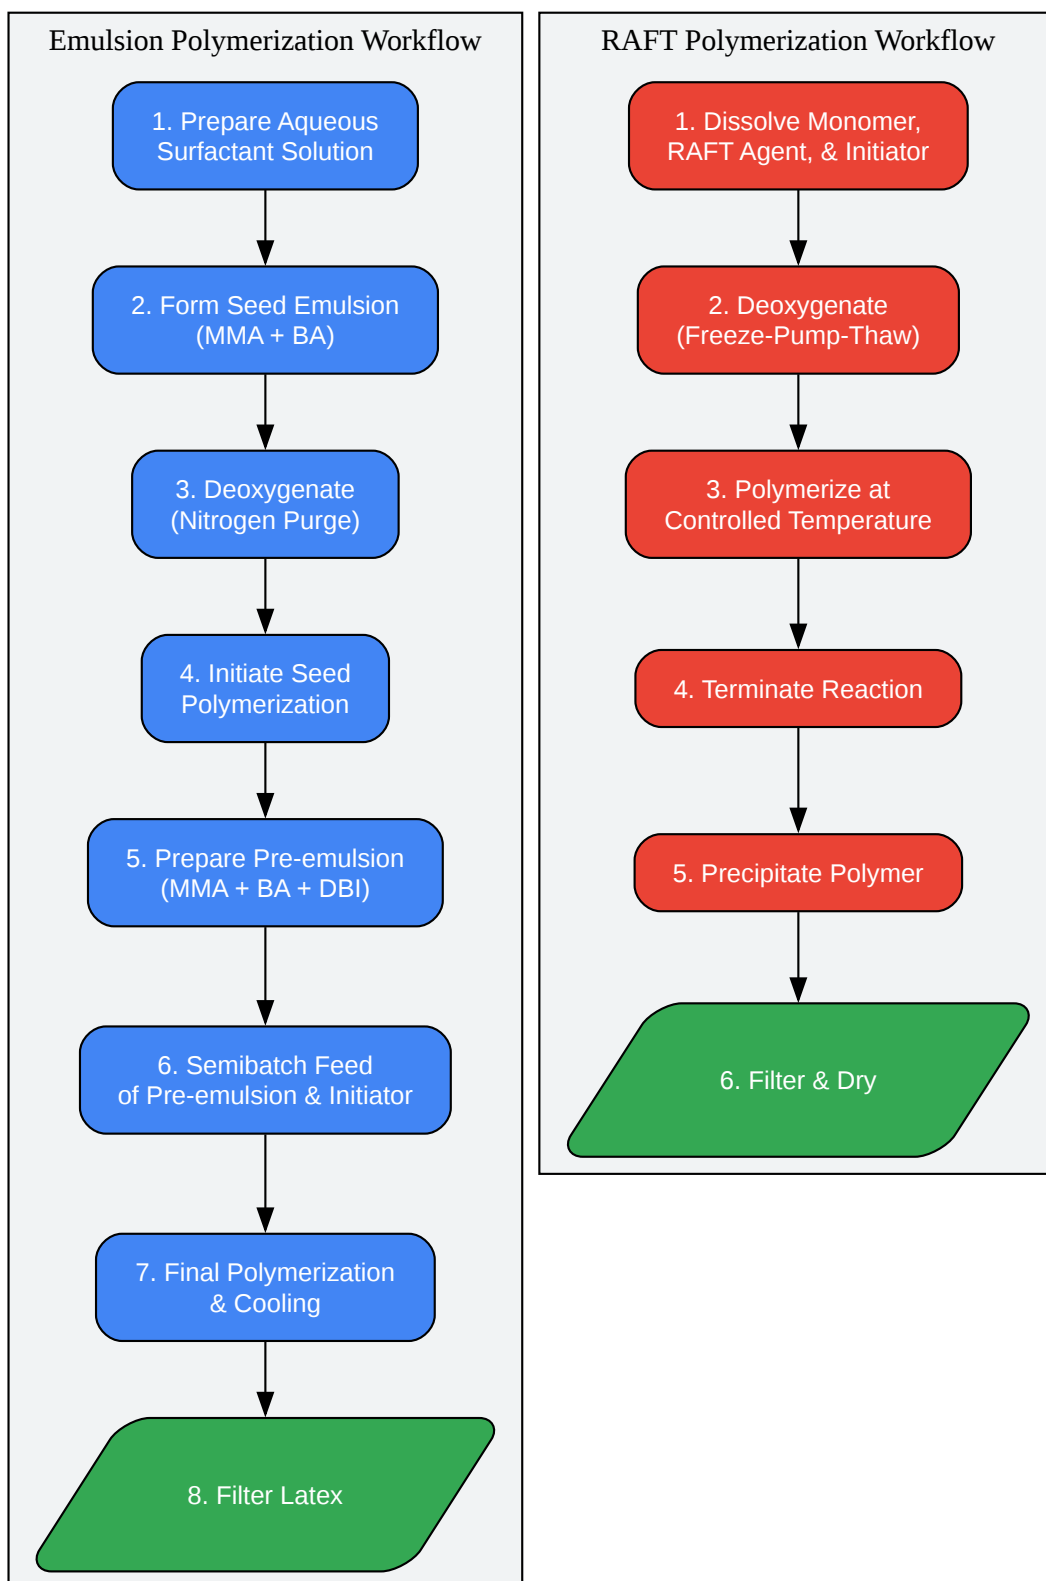 Emulsion Polymerization Workflow
1. Prepare Aqueous
Surfactant Solution
2. Form Seed Emulsion
(MMA + BA)
3. Deoxygenate
(Nitrogen Purge)
4. Initiate Seed
Polymerization
5. Prepare Pre-emulsion
(MMA + BA + DBI)
6. Semibatch Feed
of Pre-emulsion & Initiator
7. Final Polymerization
& Cooling
8. Filter Latex
RAFT Polymerization Workflow
1. Dissolve Monomer,
RAFT Agent, & Initiator
2. Deoxygenate
(Freeze-Pump-Thaw)
3. Polymerize at
Controlled Temperature
4. Terminate Reaction
5. Precipitate Polymer
6. Filter & Dry